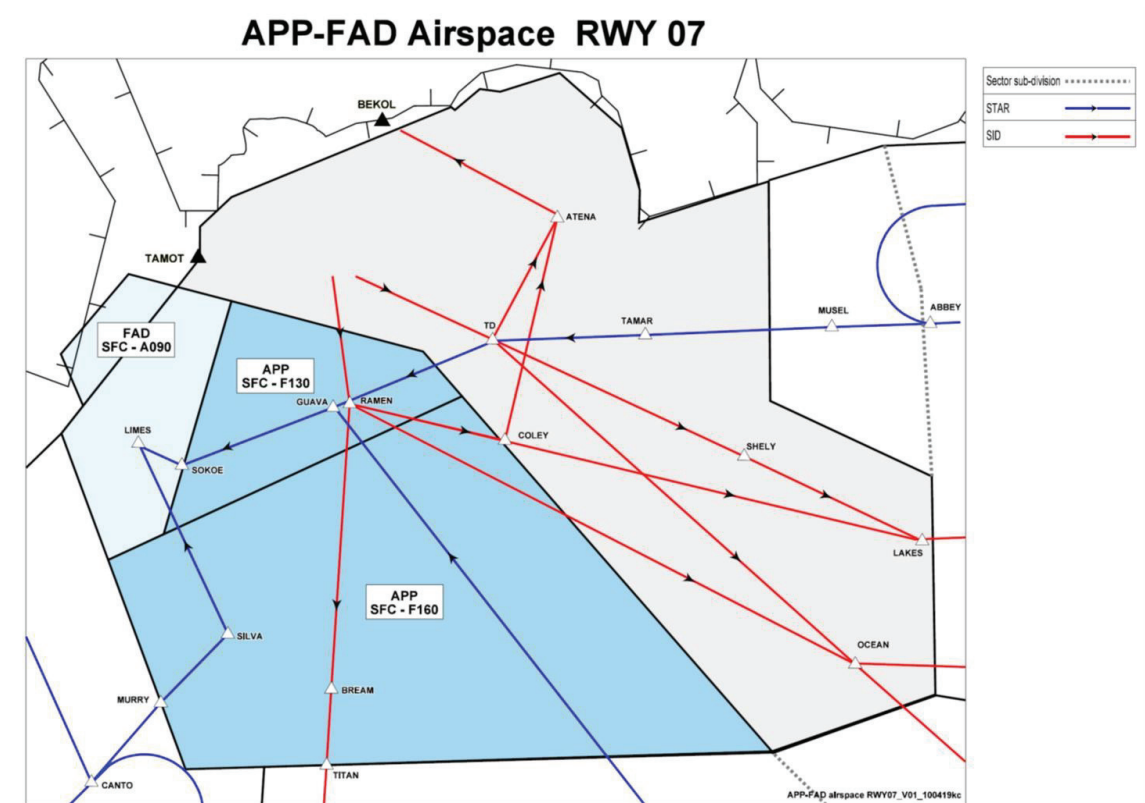 APP-FAD Airspace RWY 07
Sector sub-division
STAR
SID
BEKOL
ATENA
TAMOT
ABBEY
MUSEL
TAMAR
TD
FAD
SFC - A090
APP
SFC - F130
GUAVA
RAMEN
LIMES
COLEY
SHELY
SOKOE
LAKES
APP
SFC - F160
SILVA
OCEAN
BREAM
MURRY
TITAN
CANTO
APP-FAD airspace RWY07_V01_100419kc